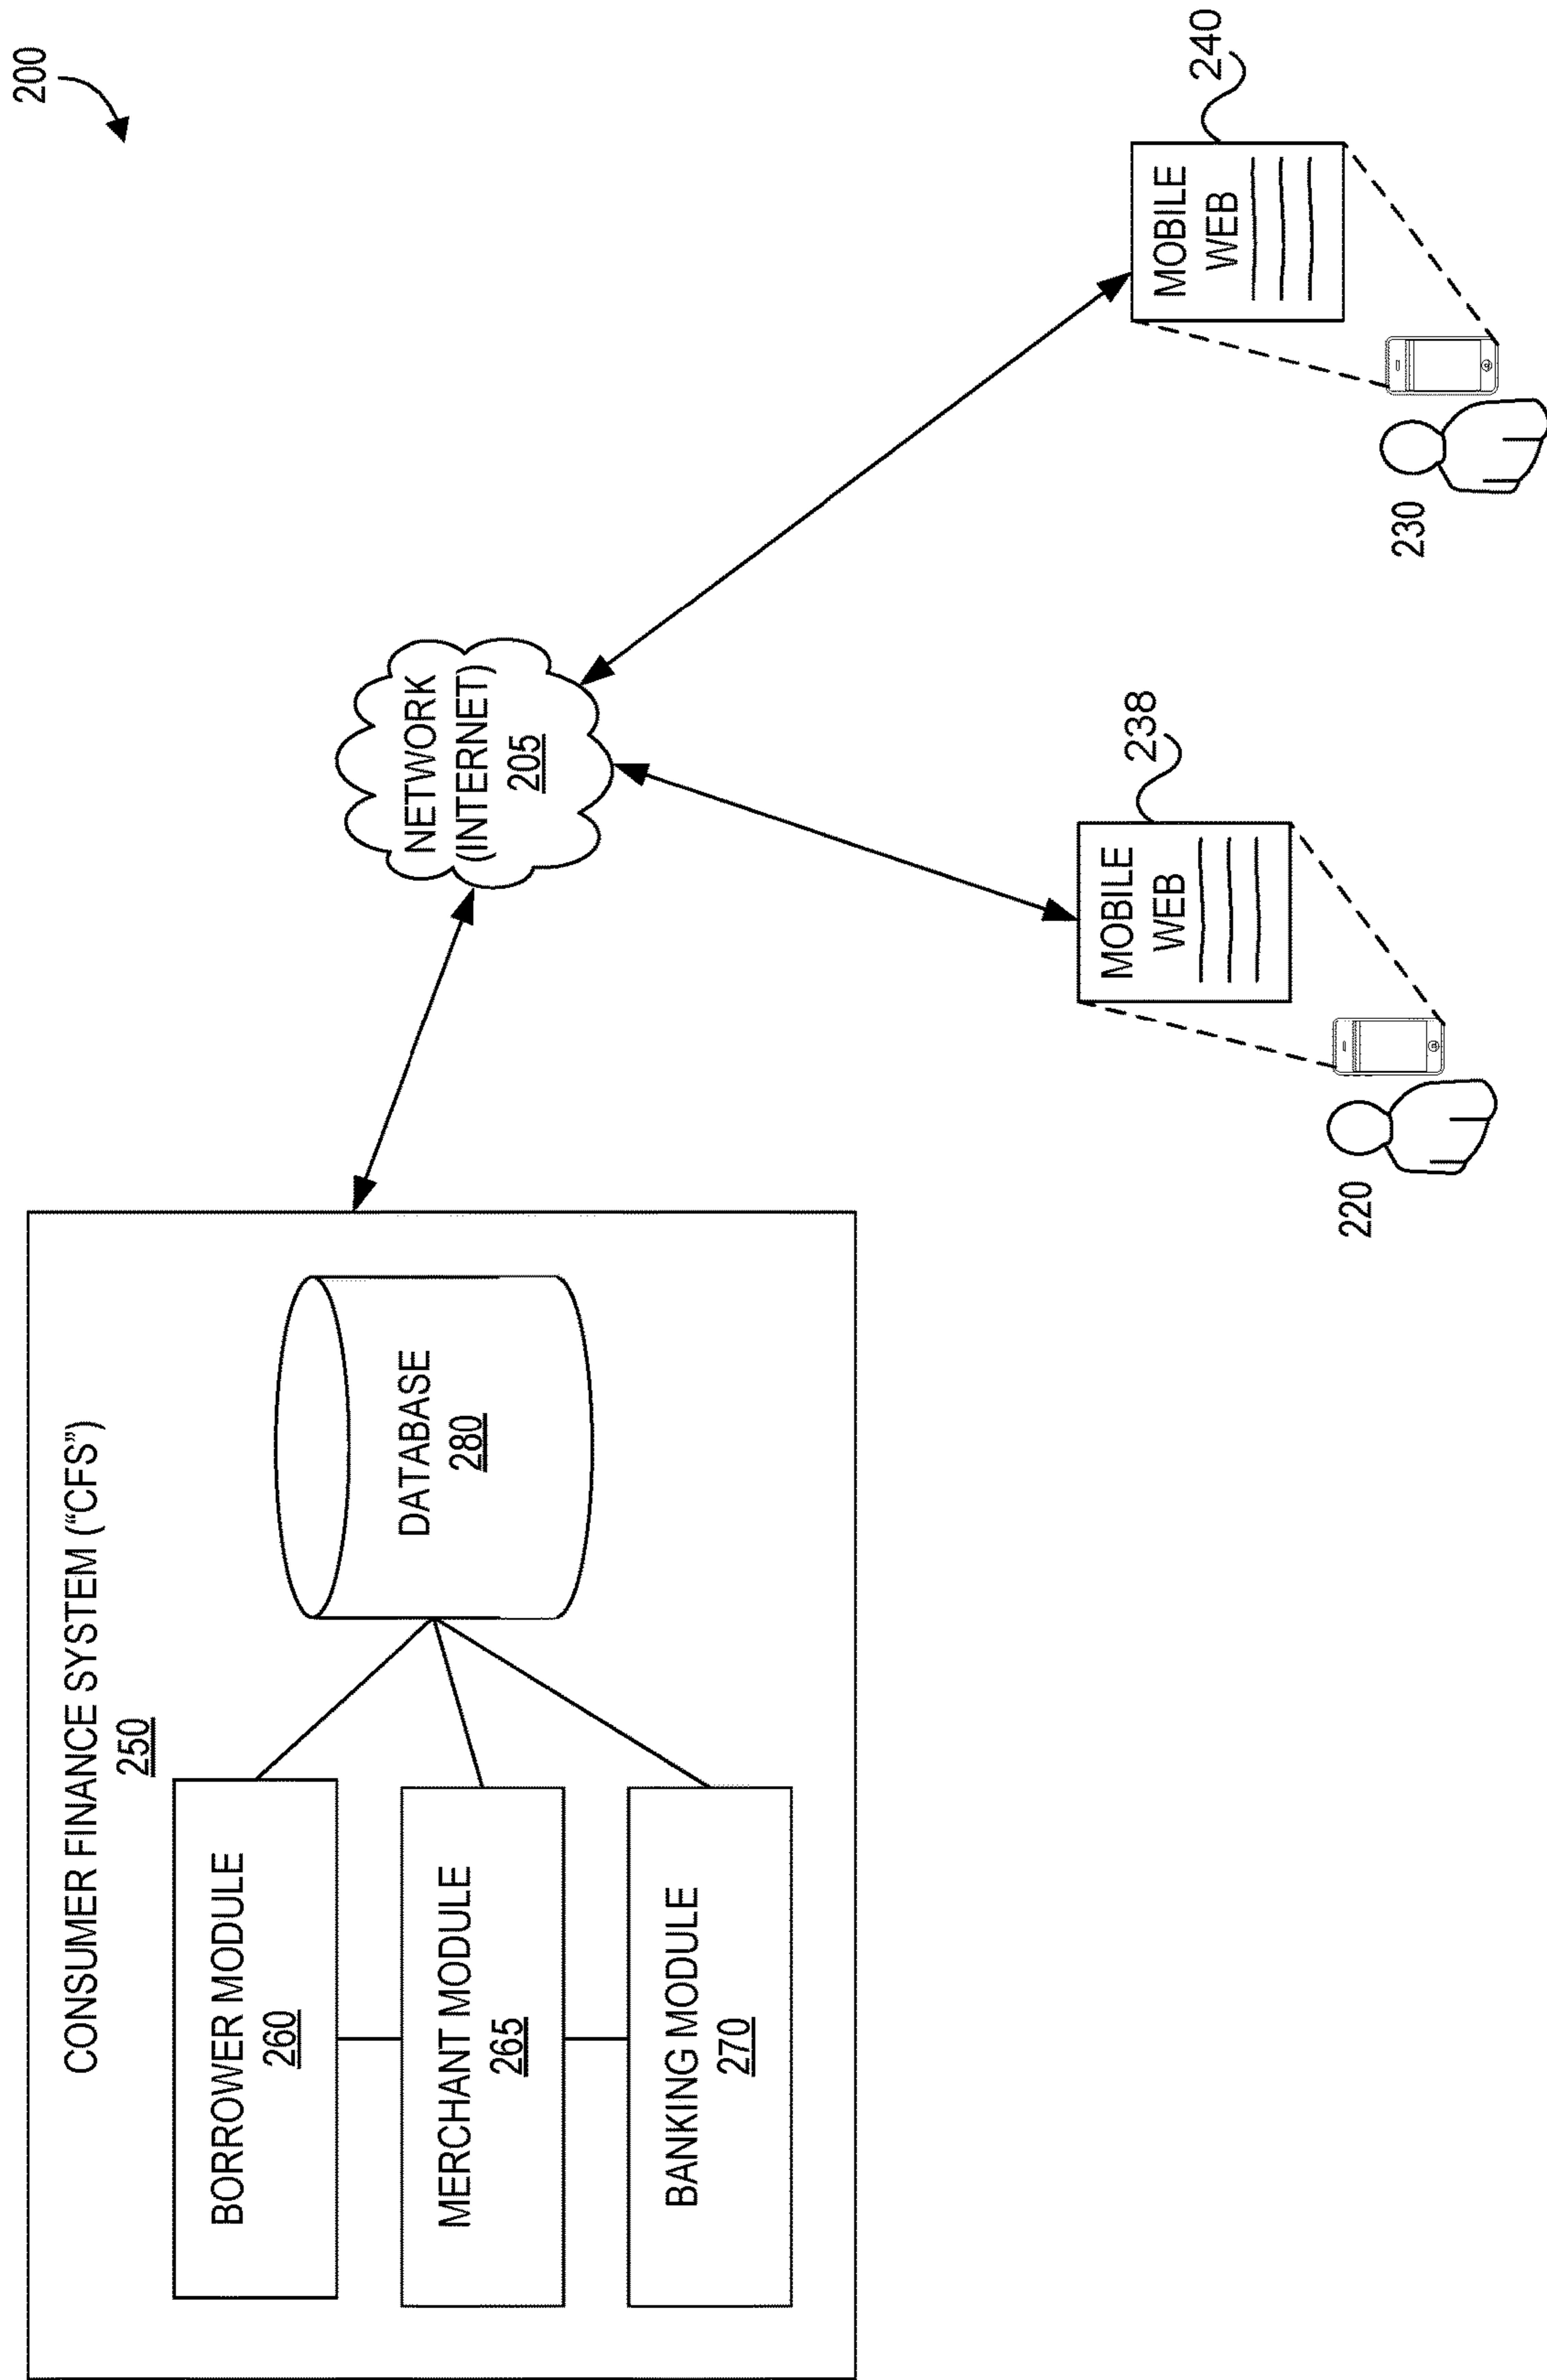 200
CONSUMER FINANCE SYSTEM (“CFS”)
250
BORROWER MODULE
260
MERCHANT MODULE
265
BANKING MODULE
270
DATABASE
280
NETWORK
(INTERNET)
205
MOBILE
WEB
238
220
MOBILE
WEB
240
230